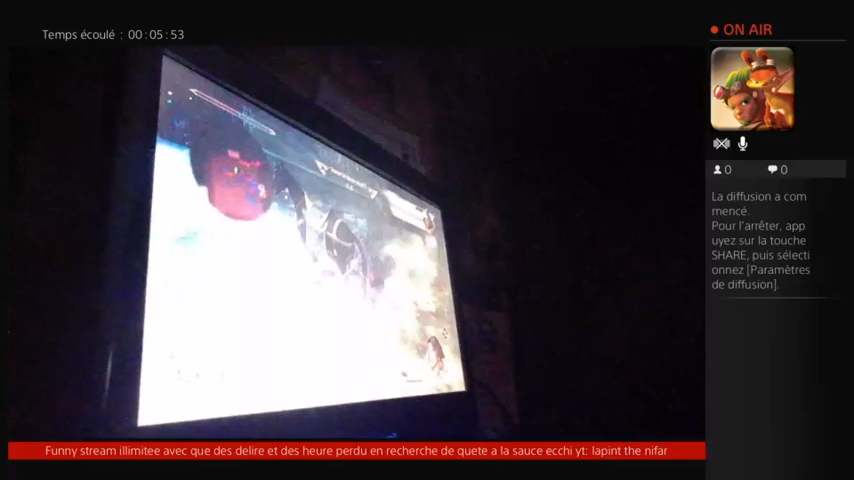 Temps écoulé : 00:05:53
ON AIR
0 0
La diffusion a com
mencé.
Pour l'arrêter, app
uyez sur la touche
SHARE, puis sélecti
onnez [Paramètres
de diffusion].
Funny stream illimitee avec que des delire et des heure perdu en recherche de quete a la sauce ecchi yt: lapint the nifar